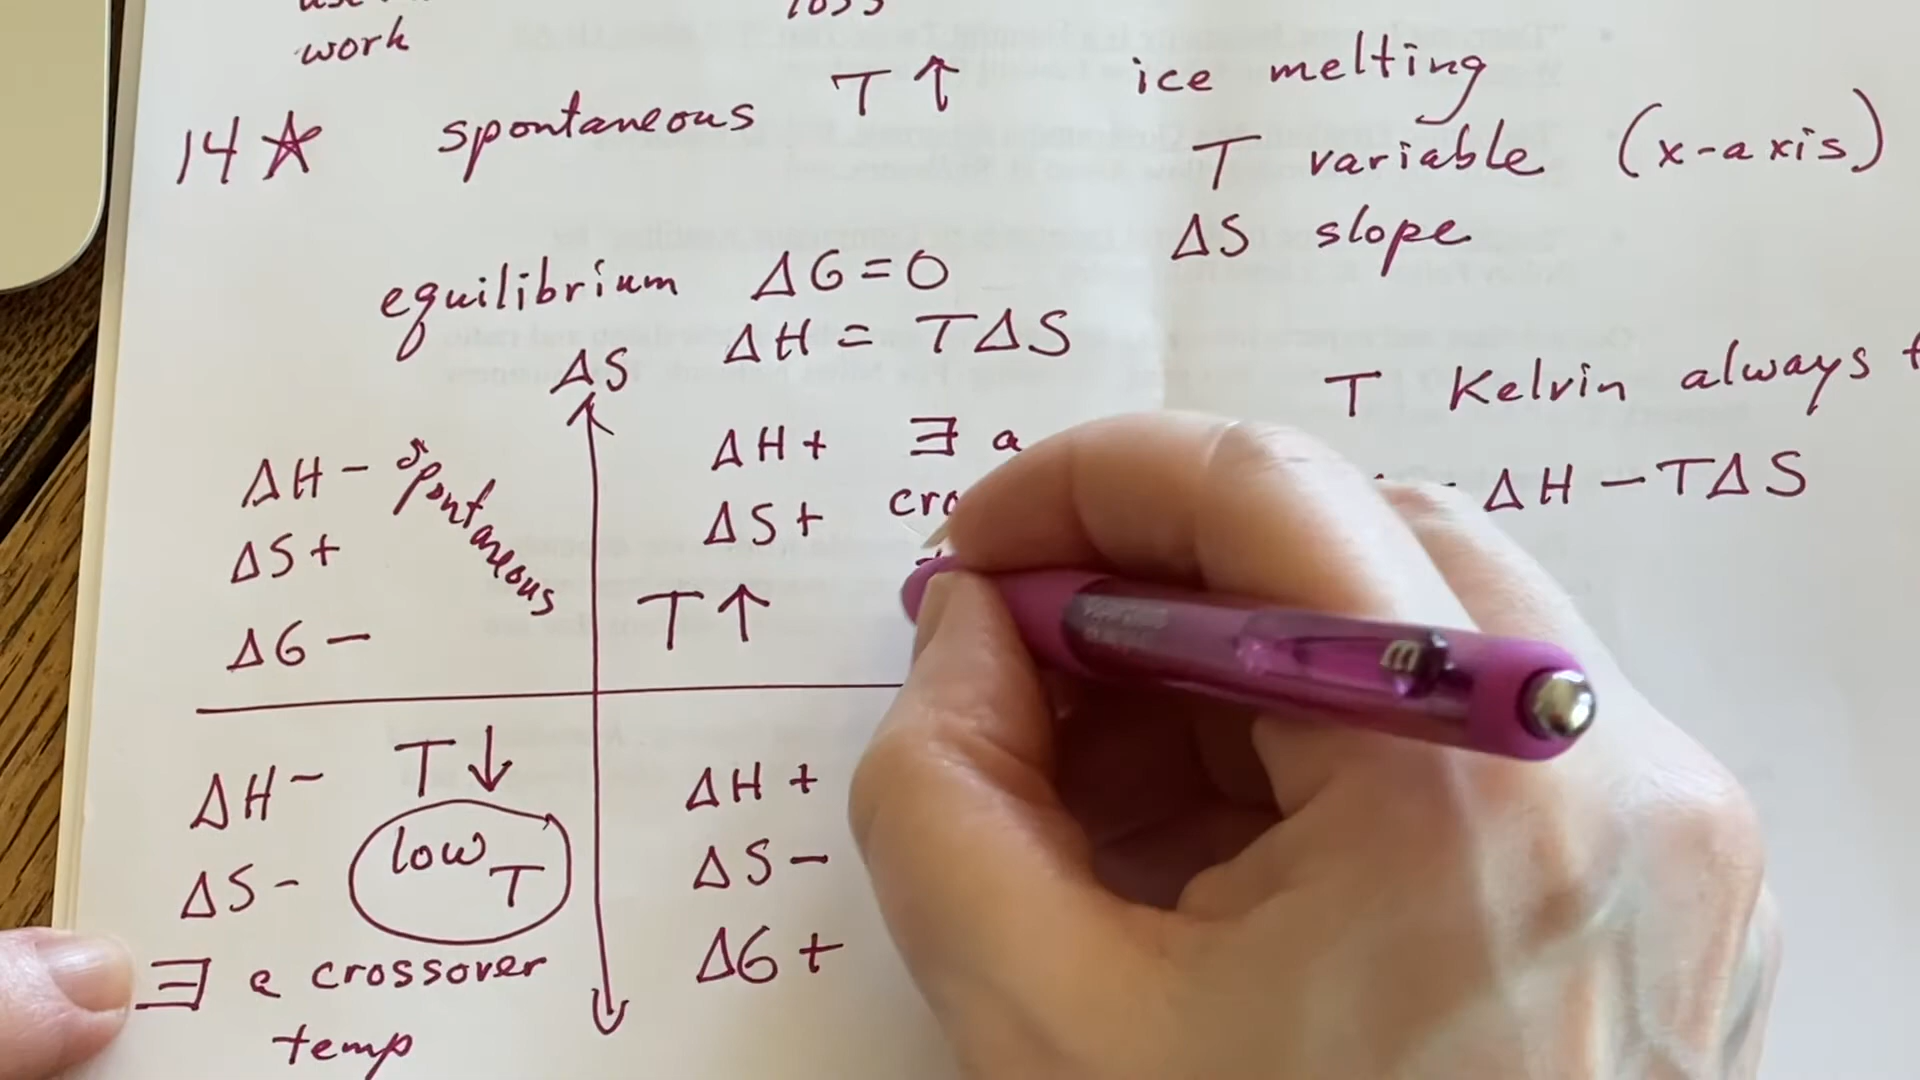 work
T↑ ice melting
14☆ spontaneous
T variable (x-axis)
ΔS slope
equilibrium ΔG=0
ΔH = TΔS
ΔS
T Kelvin always
ΔH - spontaneous
ΔS +
ΔG -
ΔH + ∃ a
ΔS +
T↑
ΔH - TΔS
ΔH - T↓
low T
ΔS -
∃ a crossover
temp
ΔH +
ΔS -
ΔG +